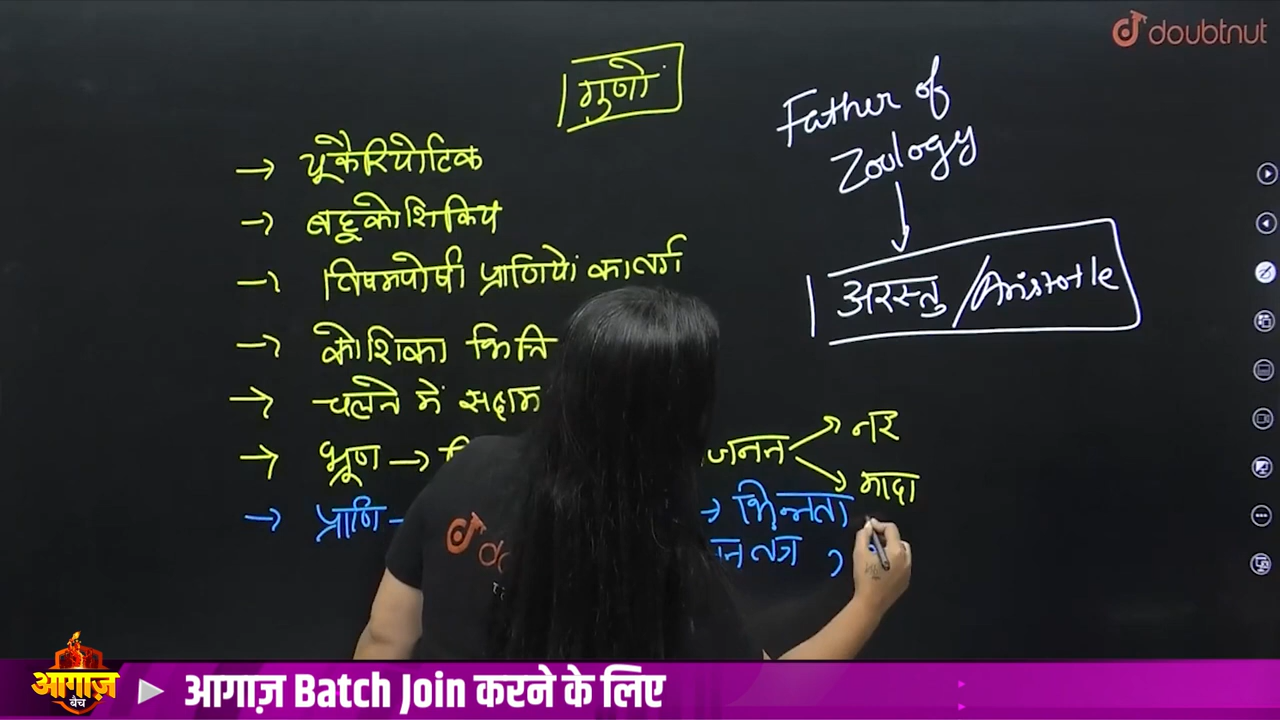 doubtnut
गुणों
Father of
Zoology
→ यूकैरियोटिक
→ बहूकोशिकिय
→ विषमपोषी प्राणियों का वर्ग
अरस्तु / Aristotle
→ कोशिका भित्ति
→ चलने में सक्षम
→ भ्रूण →
जनन
नर
मादा
→ प्राणि -
→ भिन्नता
तंत्र ,
आगाज़
बैच
आगाज़ Batch Join करने के लिए